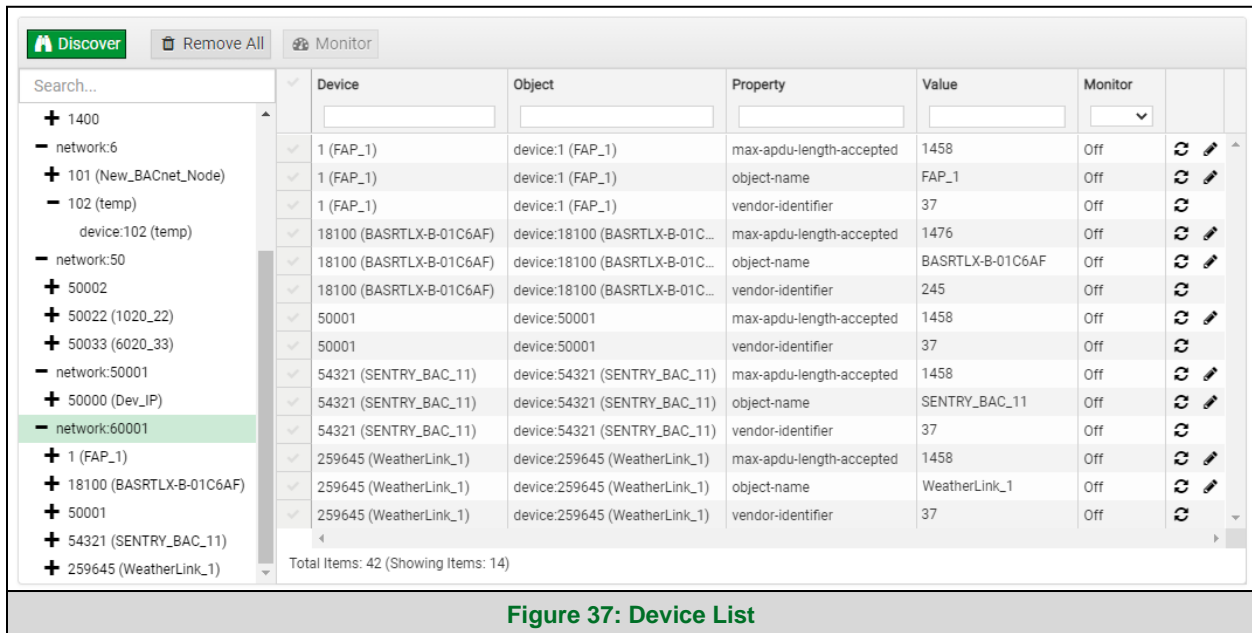 Discover Remove All Monitor
Search...
1400
network:6
101 (New_BACnet_Node)
102 (temp)
device:102 (temp)
network:50
50002
50022 (1020_22)
50033 (6020_33)
network:50001
50000 (Dev_IP)
network:60001
1 (FAP_1)
18100 (BASRTLX-B-01C6AF)
50001
54321 (SENTRY_BAC_11)
259645 (WeatherLink_1)
Device Object Property Value Monitor
1 (FAP_1) device:1 (FAP_1) max-apdu-length-accepted 1458 Off
1 (FAP_1) device:1 (FAP_1) object-name FAP_1 Off
1 (FAP_1) device:1 (FAP_1) vendor-identifier 37 Off
18100 (BASRTLX-B-01C6AF) device:18100 (BASRTLX-B-01C... max-apdu-length-accepted 1476 Off
18100 (BASRTLX-B-01C6AF) device:18100 (BASRTLX-B-01C... object-name BASRTLX-B-01C6AF Off
18100 (BASRTLX-B-01C6AF) device:18100 (BASRTLX-B-01C... vendor-identifier 245 Off
50001 device:50001 max-apdu-length-accepted 1458 Off
50001 device:50001 vendor-identifier 37 Off
54321 (SENTRY_BAC_11) device:54321 (SENTRY_BAC_11) max-apdu-length-accepted 1458 Off
54321 (SENTRY_BAC_11) device:54321 (SENTRY_BAC_11) object-name SENTRY_BAC_11 Off
54321 (SENTRY_BAC_11) device:54321 (SENTRY_BAC_11) vendor-identifier 37 Off
259645 (WeatherLink_1) device:259645 (WeatherLink_1) max-apdu-length-accepted 1458 Off
259645 (WeatherLink_1) device:259645 (WeatherLink_1) object-name WeatherLink_1 Off
259645 (WeatherLink_1) device:259645 (WeatherLink_1) vendor-identifier 37 Off
Total Items: 42 (Showing Items: 14)
Figure 37: Device List